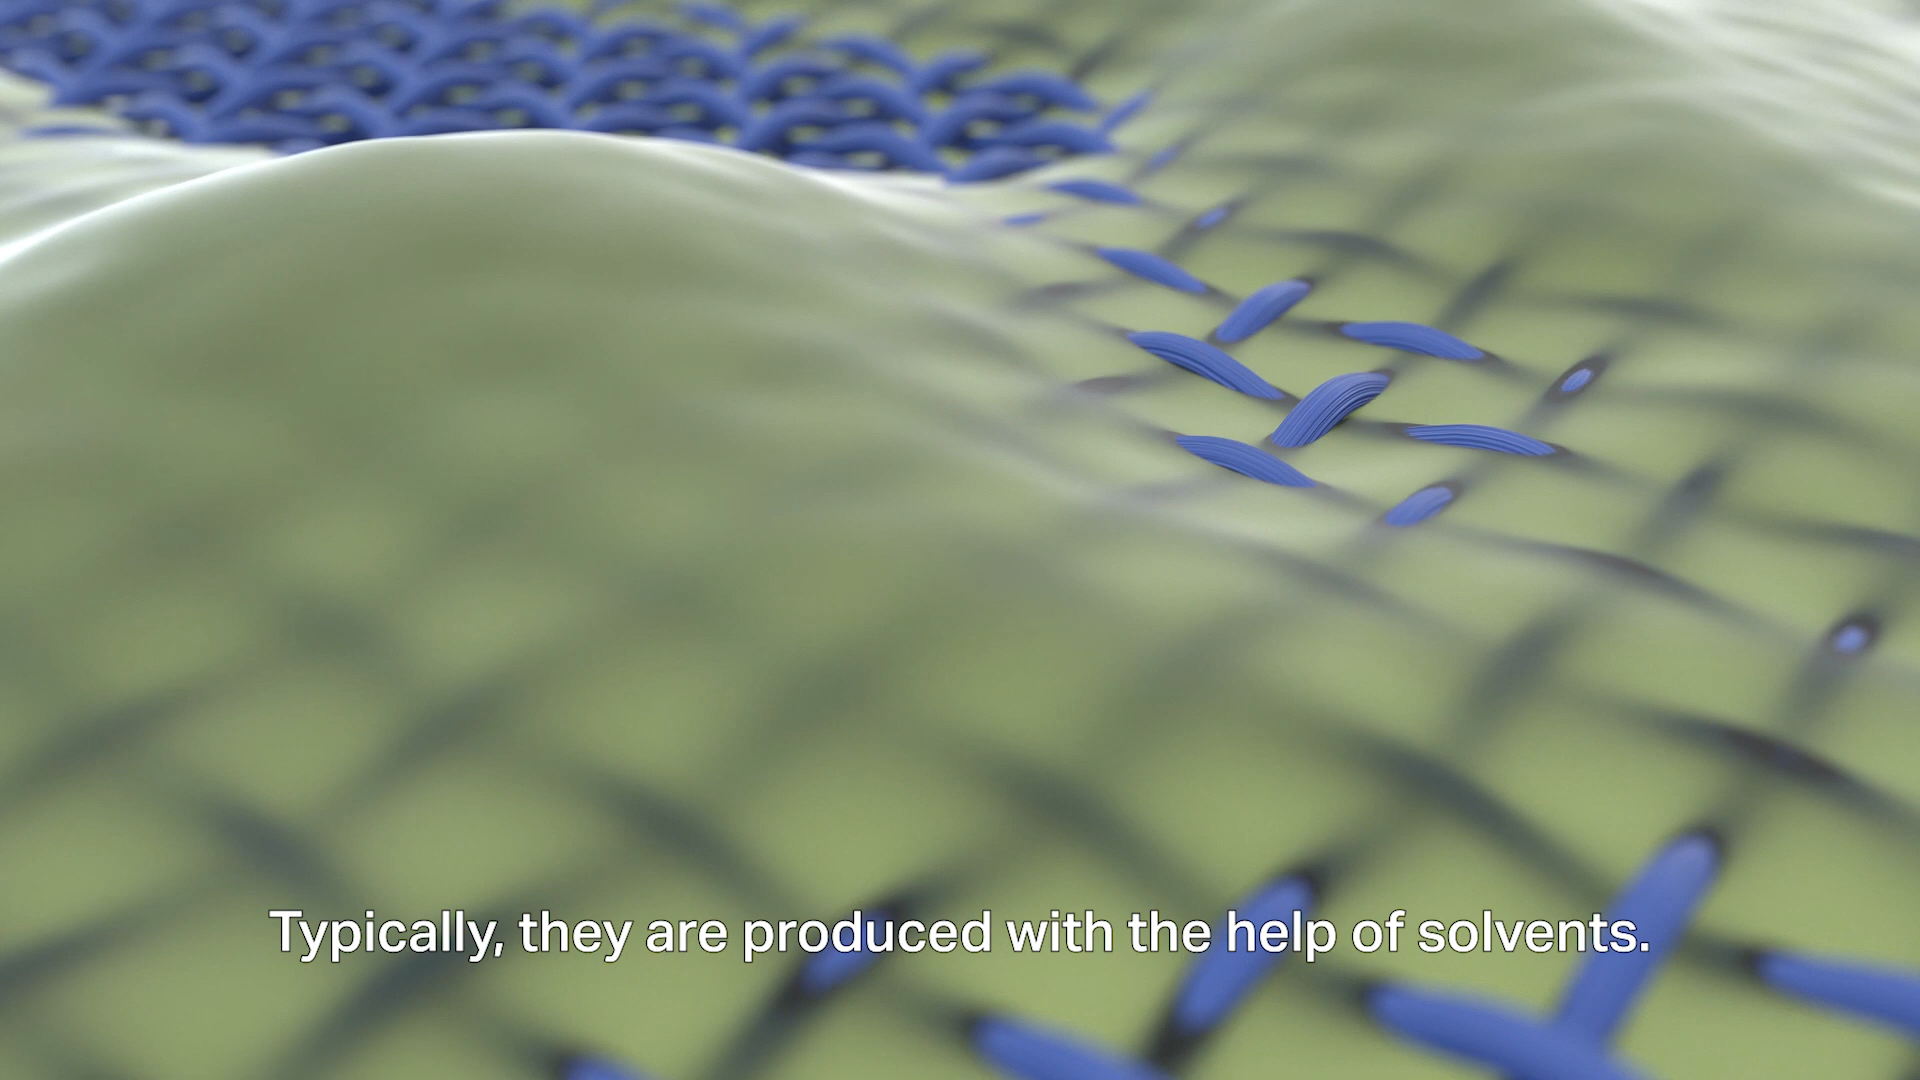 Typically, they are produced with the help of solvents.